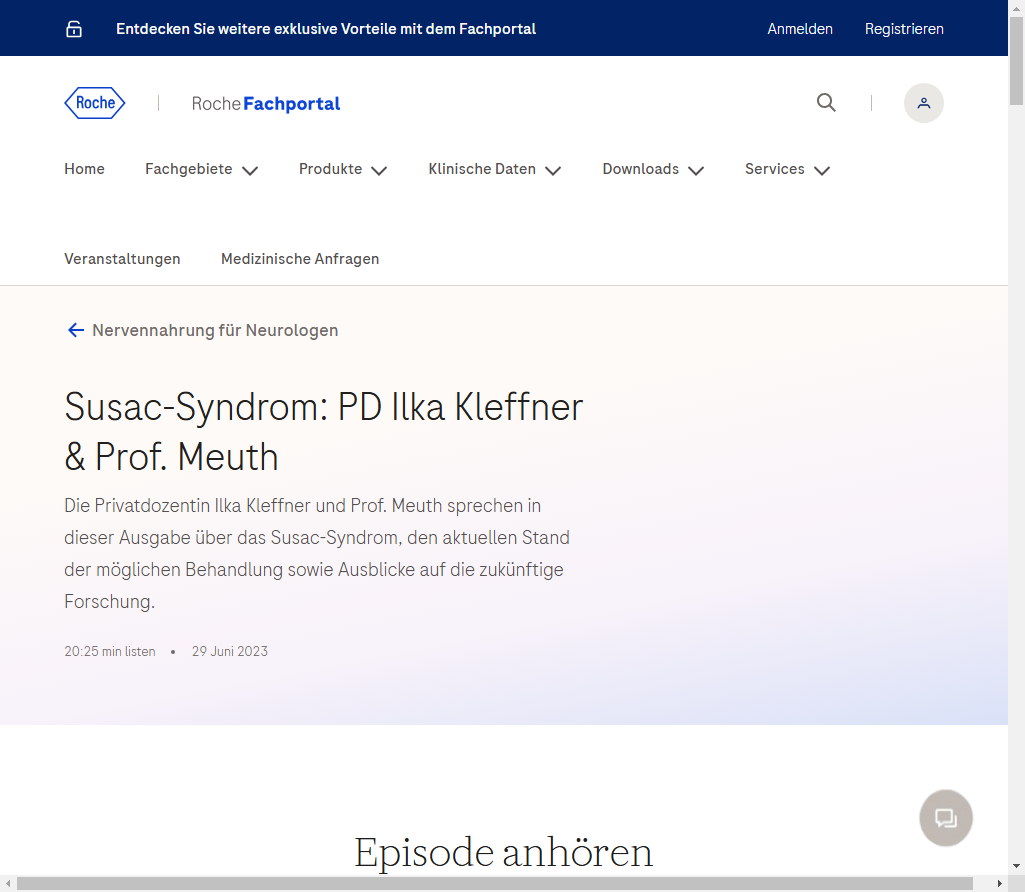 Entdecken Sie weitere exklusive Vorteile mit dem Fachportal
Anmelden
Registrieren
Roche
RocheFachportal
Home
Fachgebiete
Produkte
Klinische Daten
Downloads
Services
Veranstaltungen
Medizinische Anfragen
Nervennahrung für Neurologen
Susac-Syndrom: PD Ilka Kleffner
& Prof. Meuth
Die Privatdozentin Ilka Kleffner und Prof. Meuth sprechen in
dieser Ausgabe über das Susac-Syndrom, den aktuellen Stand
der möglichen Behandlung sowie Ausblicke auf die zukünftige
Forschung.
20:25 min listen • 29 Juni 2023
Episode anhören